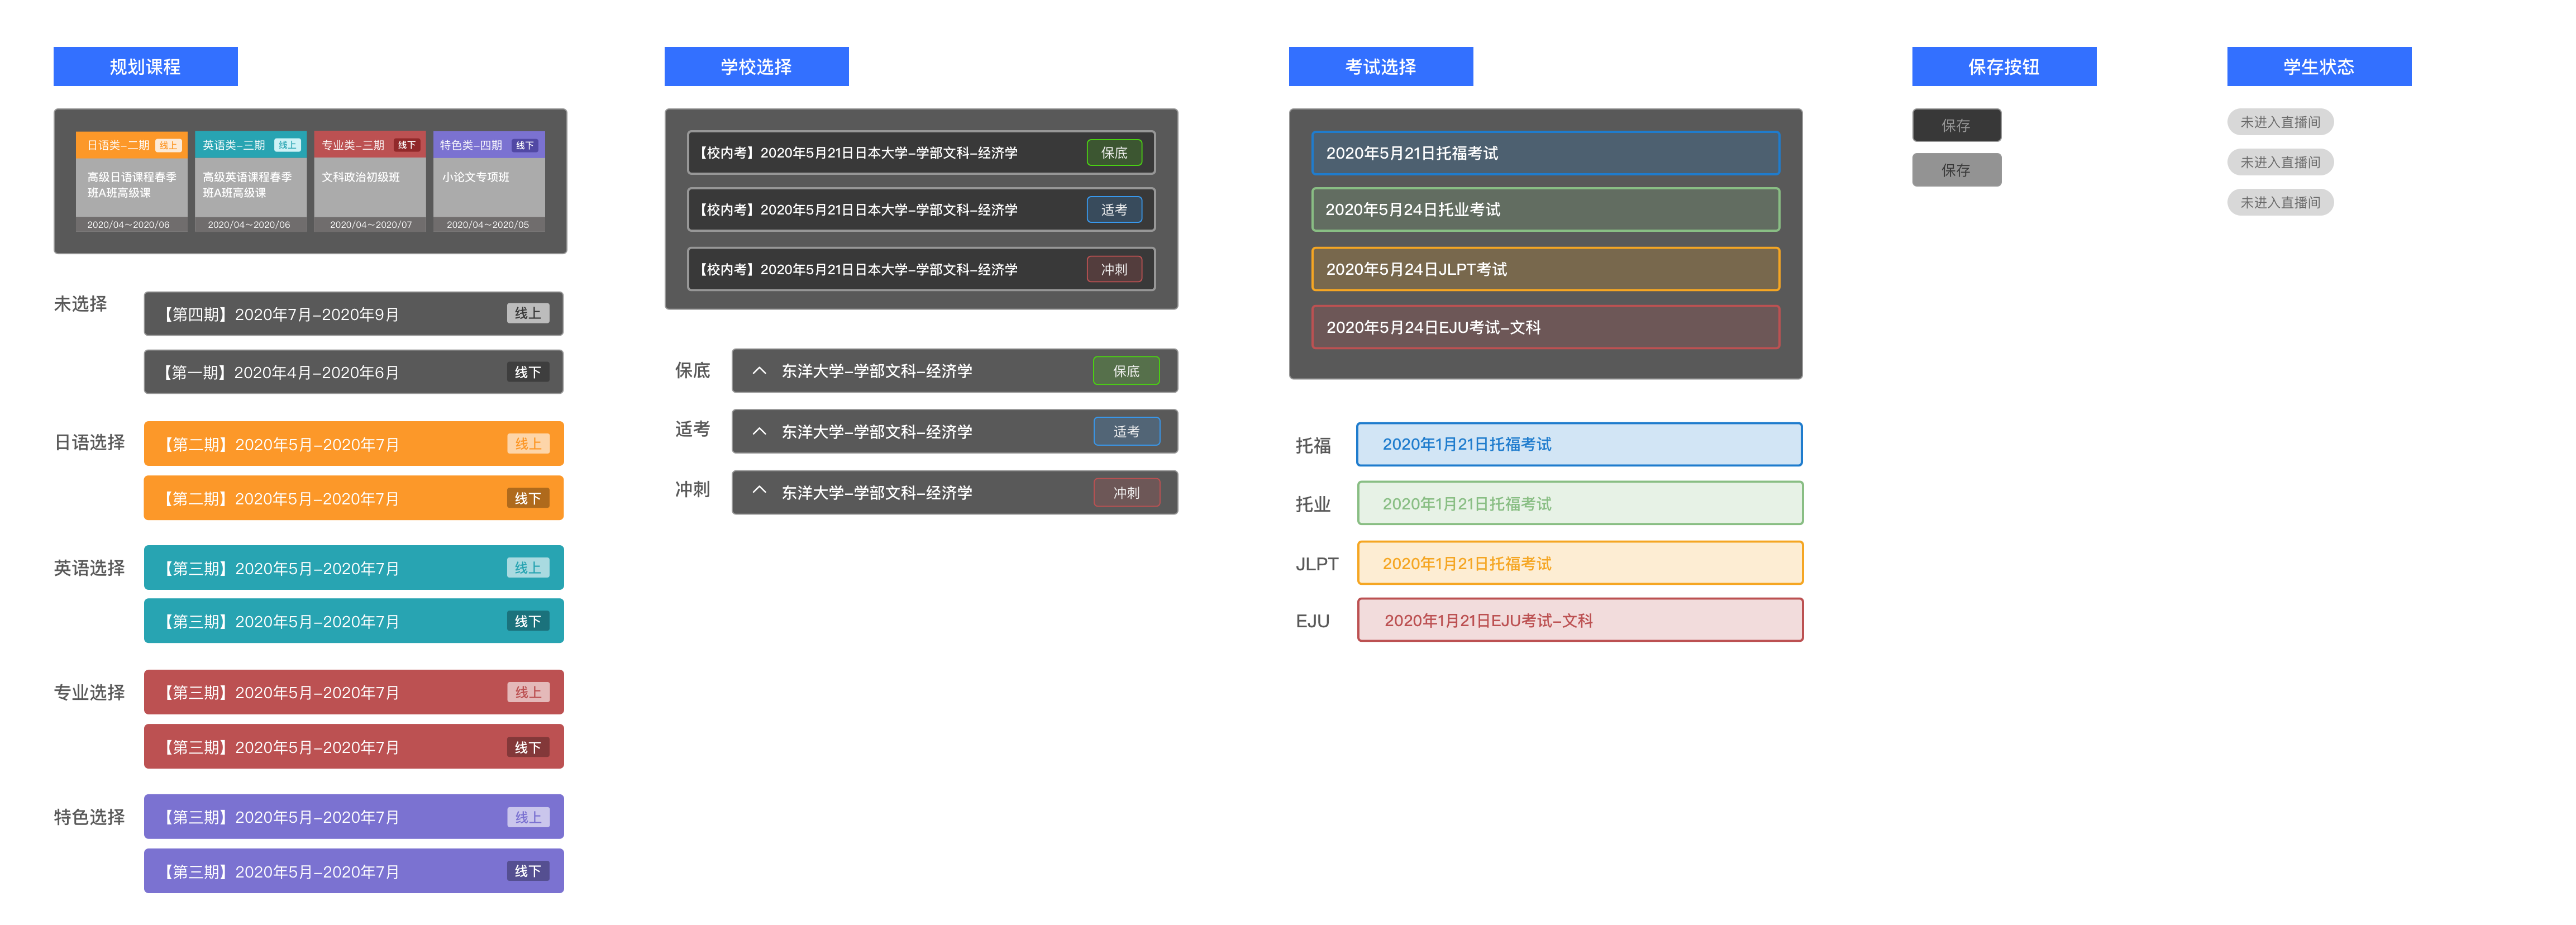 规划课程
日语类-二期 线上
高级日语课程春季
班A班高级课
2020/04~2020/06
英语类-三期 线上
高级英语课程春季
班A班高级课
2020/04~2020/06
专业类-三期 线下
文科政治初级班
2020/04~2020/07
特色类-四期 线下
小论文专项班
2020/04~2020/05
未选择
【第四期】2020年7月-2020年9月 线上
【第一期】2020年4月-2020年6月 线下
日语选择
【第二期】2020年5月-2020年7月 线上
【第二期】2020年5月-2020年7月 线下
英语选择
【第三期】2020年5月-2020年7月 线上
【第三期】2020年5月-2020年7月 线下
专业选择
【第三期】2020年5月-2020年7月 线上
【第三期】2020年5月-2020年7月 线下
特色选择
【第三期】2020年5月-2020年7月 线上
【第三期】2020年5月-2020年7月 线下
学校选择
【校内考】2020年5月21日日本大学-学部文科-经济学 保底
【校内考】2020年5月21日日本大学-学部文科-经济学 适考
【校内考】2020年5月21日日本大学-学部文科-经济学 冲刺
保底 东洋大学-学部文科-经济学 保底
适考 东洋大学-学部文科-经济学 适考
冲刺 东洋大学-学部文科-经济学 冲刺
考试选择
2020年5月21日托福考试
2020年5月24日托业考试
2020年5月24日JLPT考试
2020年5月24日EJU考试-文科
托福 2020年1月21日托福考试
托业 2020年1月21日托福考试
JLPT 2020年1月21日托福考试
EJU 2020年1月21日EJU考试-文科
保存按钮
保存
保存
学生状态
未进入直播间
未进入直播间
未进入直播间